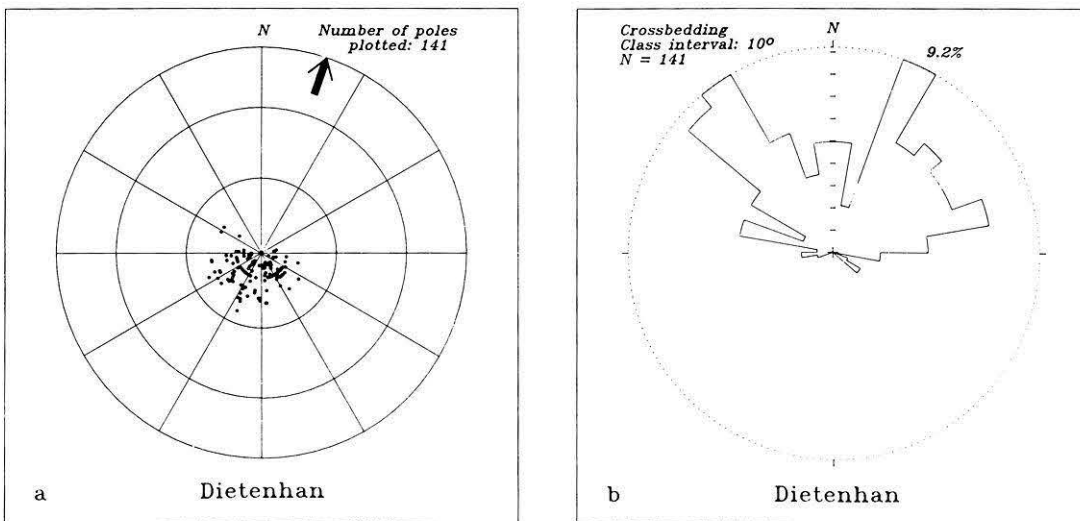 N
Number of poles
plotted: 141
a
Dietenhan
Crossbedding
Class interval: 10°
N = 141
N
9.2%
b
Dietenhan